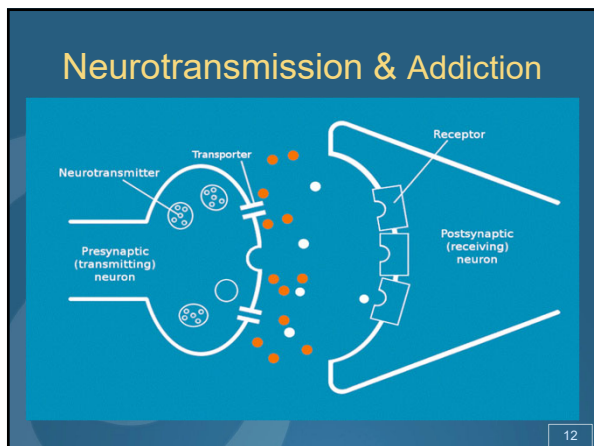 Neurotransmission & Addiction
Receptor
Transporter
Neurotransmitter
Presynaptic
(transmitting)
neuron
Postsynaptic
(receiving)
neuron
12